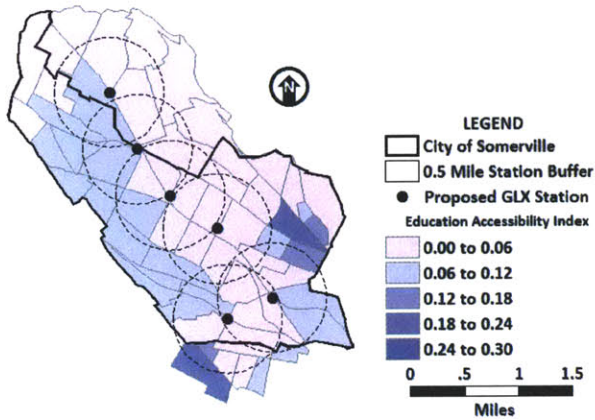 N
LEGEND
City of Somerville
0.5 Mile Station Buffer
Proposed GLX Station
Education Accessibility Index
0.00 to 0.06
0.06 to 0.12
0.12 to 0.18
0.18 to 0.24
0.24 to 0.30
0 .5 1 1.5
Miles